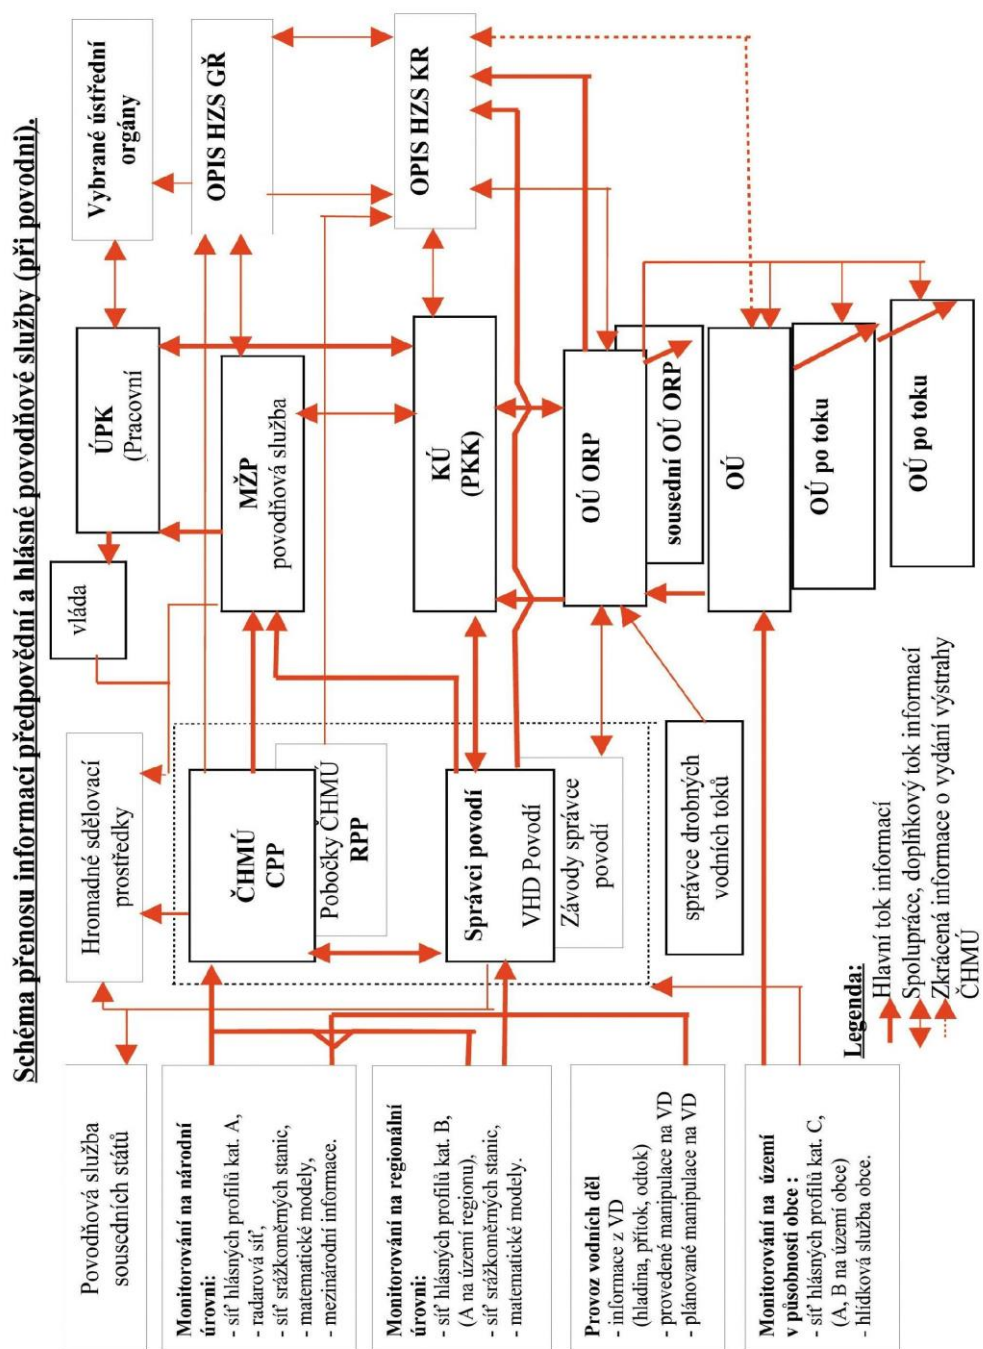 Schéma přenosu informací předpovědní a hlásné povodňové služby (při povodni).
Povodňová služba
sousedních států
Monitorování na národní
úrovni:
- síť hlásných profilů kat. A,
- radarová síť,
- síť srážkoměrných stanic,
- matematické modely,
- mezinárodní informace.
Monitorování na regionální
úrovni:
- síť hlásných profilů kat. B,
(A na území regionu),
- síť srážkoměrných stanic,
- matematické modely.
Provoz vodních děl
- informace z VD
(hladina, přítok, odtok)
- provedené manipulace na VD
- plánované manipulace na VD
Monitorování na území
v působnosti obce :
- síť hlásných profilů kat. C,
(A, B na území obce)
- hlídková služba obce.
Hromadné sdělovací
prostředky
ČHMÚ
CPP
Pobočky ČHMÚ
RPP
Správci povodí
VHD Povodí
Závody správce
povodí
správce drobných
vodních toků
vláda
ÚPK
(Pracovní
MŽP
povodňová služba
KÚ
(PKK)
OÚ ORP
sousední OÚ ORP
OÚ
OÚ po toku
OÚ po toku
Vybrané ústřední
orgány
OPIS HZS GŘ
OPIS HZS KR
Legenda:
Hlavní tok informací
Spolupráce, doplňkový tok informací
Zkrácená informace o vydání výstrahy
ČHMÚ